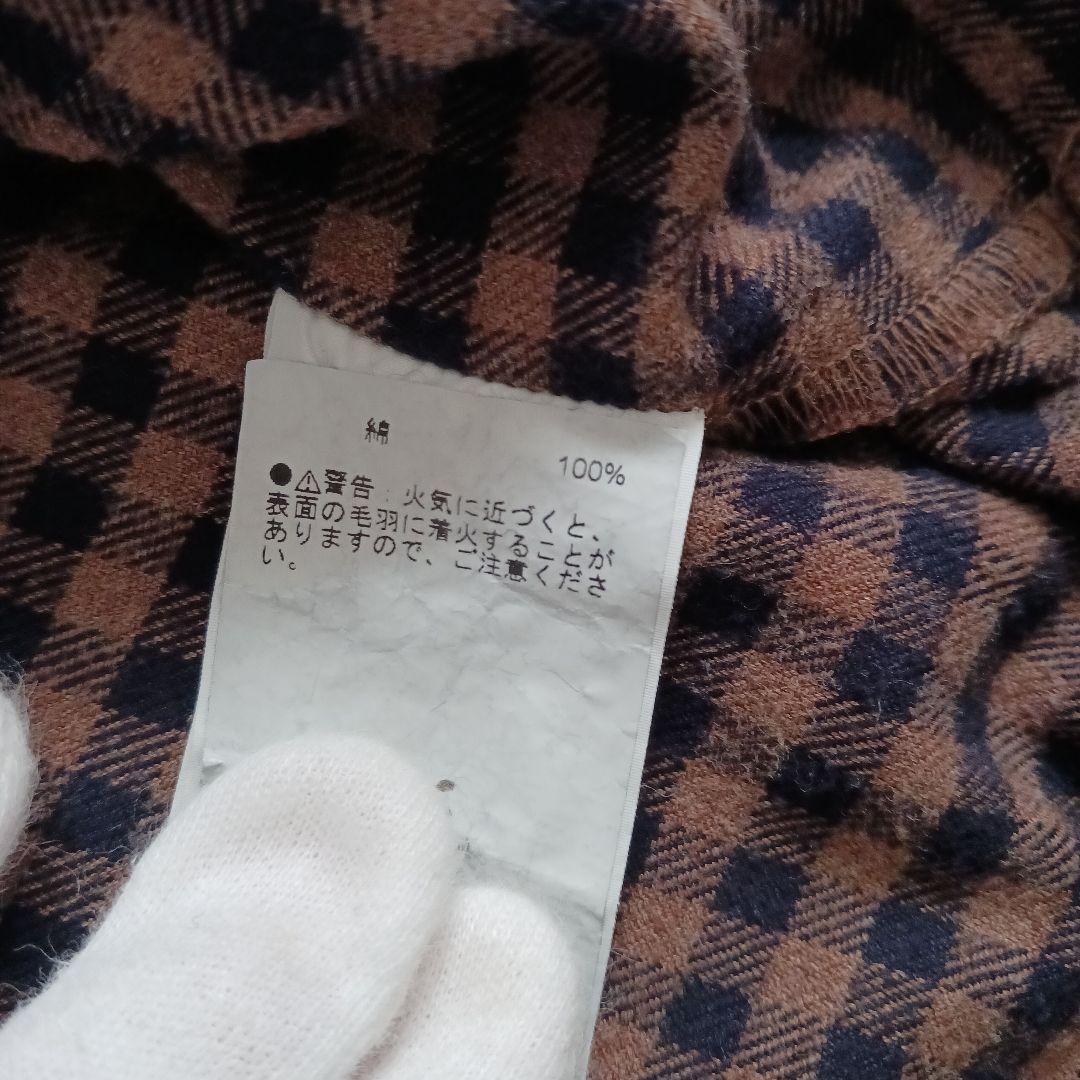 綿
100%
●⚠警告:火気に近づくと、
表面の毛羽に着火することが
ありますので、ご注意くださ
い。